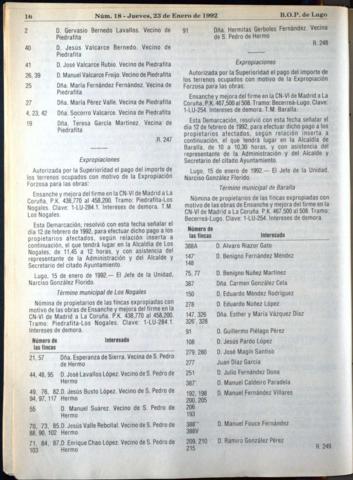 16 Núm. 18 - Jueves, 23 de Enero de 1992 B.O.P. de Lugo
2 D. Gervasio Bernedo Lavallos. Vecino de
Piedrafita
40 D. Jesús Valcarce Bernedo. Vecino de
Piedrafita
41 D. José Valcarce Rubio. Vecino de Piedrafita
26, 39 D. Manuel Valcarce Freijo. Vecino de Piedrafita
25 Dña. María Fernández Fernández. Vecina de
Piedrafita
27 Dña. María Pérez Valle. Vecina de Piedrafita
4, 23, 42 Dña. Socorro Valcarce. Vecina de Piedrafita
19 Dña. Teresa García Martínez. Vecina de
Piedrafita
R. 247
Expropiaciones
Autorizada por la Superioridad el pago del importe de
los terrenos ocupados con motivo de la Expropiación
Forzosa para las obras:
Ensanche y mejora del firme en la CN-VI de Madrid a La
Coruña. P.K. 438,770 al 458,200. Tramo: Piedrafita-Los
Nogales. Clave: 1-LU-284.1. Intereses de demora. T.M.
Los Nogales.
Esta Demarcación, resolvió con esta fecha señalar el
día 12 de febrero de 1992, para efectuar dicho pago a los
propietarios afectados, según relación inserta a
continuación, el que tendrá lugar en la Alcaldía de Los
Nogales, de 11,45 a 12 horas, y con asistencia del
representante de la Administración y del Alcalde y
Secretario del citado Ayuntamiento.
Lugo, 15 de enero de 1992.— El Jefe de la Unidad,
Narciso González Florido.
Término municipal de Los Nogales
Nómina de propietarios de las fincas expropiadas con
motivo de las obras de Ensanche y mejora del firme en la
CN-VI de Madrid a La Coruña. P.K. 438,770 al 458,200.
Tramo: Piedrafita-Los Nogales. Clave: 1-LU-284.1.
Intereses de demora.
Número de
las fincas Interesado
21, 57 Dña. Esperanza de Sierra. Vecina de S. Pedro
de Hermo
44, 48, 95 D. José Lavallos López. Vecino de S. Pedro de
Hermo
49, 76, 82, D. Jesús Busto López. Vecino de S. Pedro de
94, 97, 117 Hermo
55 D. Manuel Suárez. Vecino de S. Pedro de
Hermo
70, 73, 85, D. Jesús Valle Rebollal. Vecino de S. Pedro de
88, 90, 102 Hermo
71, 84, 87, D. Enrique Chao López. Vecino de S. Pedro de
103 Hermo
91 Dña. Hermitas Gerboles Fernández. Vecina
de S. Pedro de Hermo
R. 248
Expropiaciones
Autorizada por la Superioridad el pago del importe de
los terrenos ocupados con motivo de la Expropiación
Forzosa para las obras:
Ensanche y mejora del firme en la CN-VI de Madrid a La
Coruña. P.K. 467,500 al 508. Tramo: Becerreá-Lugo. Clave:
1-LU-254. Intereses de demora. T.M. Baralla.
Esta Demarcación, resolvió con esta fecha señalar el
día 12 de febrero de 1992, para efectuar dicho pago a los
propietarios afectados, según relación inserta a
continuación, el que tendrá lugar en la Alcaldía de
Baralla, de 10 a 10,30 horas, y con asistencia del
representante de la Administración y del Alcalde y
Secretario del citado Ayuntamiento.
Lugo, 15 de enero de 1992.— El Jefe de la Unidad,
Narciso González Florido.
Término municipal de Baralla
Nómina de propietarios de las fincas expropiadas con
motivo de las obras de Ensanche y mejora del firme en la
CN-VI de Madrid a La Coruña. P.K. 467,500 al 508. Tramo:
Becerreá-Lugo. Clave: 1-LU-254. Intereses de demora
Número de
las fincas Interesado
388A D. Alvaro Riazor Gato
147 D. Benigno Fernández Méndez
148
75, 77 D. Benigno Núñez Martínez
387 Dña. Carmen González Cela
150 D. Eduardo Méndez Rodríguez
278 D. Eduardo Núñez López
147, 326 Dña. Esther y María Vázquez Díaz
326', 328
91 D. Guillermo Piélago Pérez
108 D. Jesús Pardo López
279, 280 D. José Magín Santiso
277 Juan Díaz García
251 D. Julio Fernández Dona
387' D. Manuel Caldeiro Paradela
192, 198 D. Manuel Fernández Villares
200, 205
206
193
388'' D. Manuel Fouce Fernández
388V
209, 210 D. Ramiro González Pérez
215
R. 249